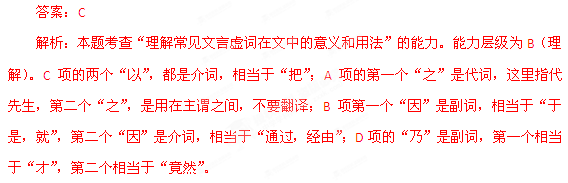 答案：C
解析：本题考查“理解常见文言虚词在文中的意义和用法”的能力。能力层级为 B（理
解）。C 项的两个“以”，都是介词，相当于“把”；A 项的第一个“之”是代词，这里指代
先生，第二个“之”，是用在主谓之间，不要翻译；B 项第一个“因”是副词，相当于“于
是，就”，第二个“因”是介词，相当于“通过，经由”；D 项的“乃”是副词，第一个相当
于“才”，第二个相当于“竟然”。